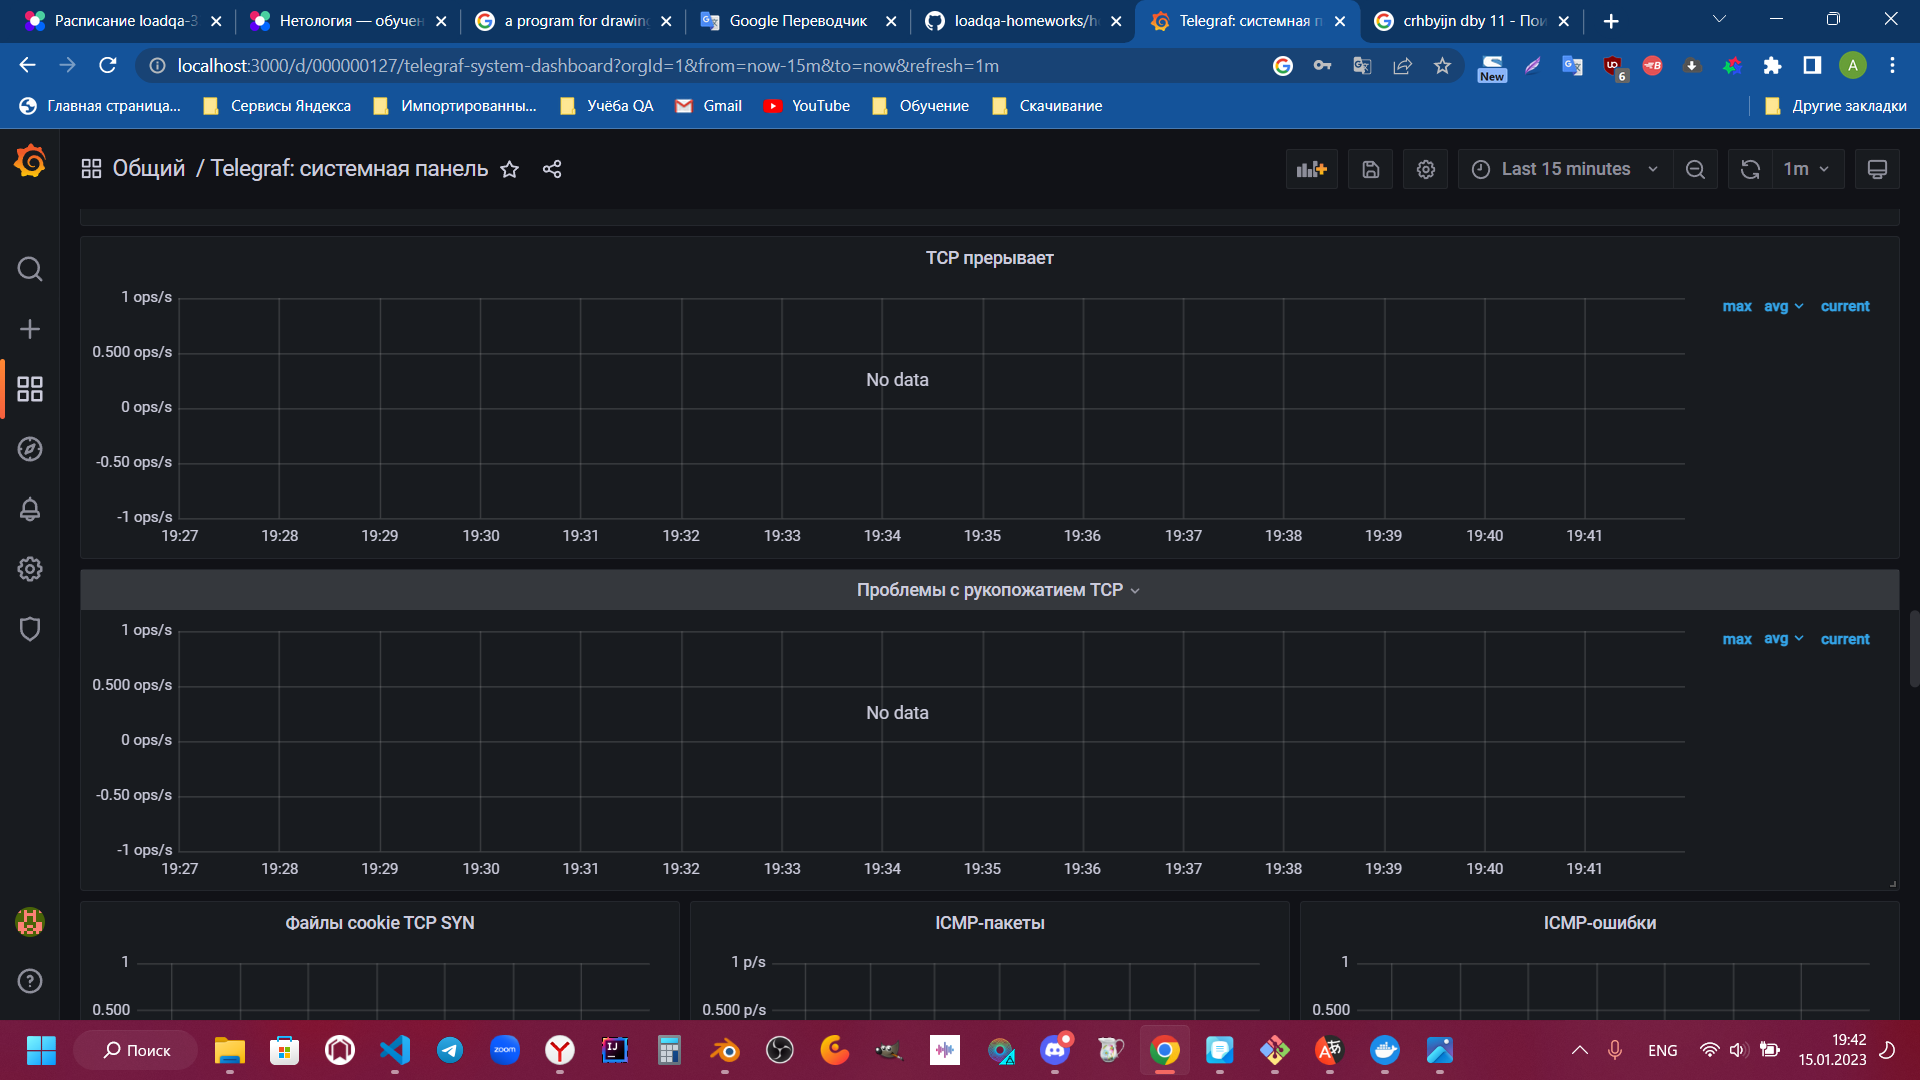 Расписание loadqa-3
Нетология — обучен
a program for drawing
Google Переводчик
loadqa-homeworks/h
Telegraf: системная п
crhbyijn dby 11 - Пои
localhost:3000/d/000000127/telegraf-system-dashboard?orgId=1&from=now-15m&to=now&refresh=1m
New
6
A
Главная страница...
Сервисы Яндекса
Импортированны...
Учёба QA
Gmail
YouTube
Обучение
Скачивание
Другие закладки
Общий / Telegraf: системная панель
Last 15 minutes
1m
TCP прерывает
1 ops/s
0.500 ops/s
0 ops/s
-0.50 ops/s
-1 ops/s
No data
max avg current
19:27 19:28 19:29 19:30 19:31 19:32 19:33 19:34 19:35 19:36 19:37 19:38 19:39 19:40 19:41
Проблемы с рукопожатием TCP
1 ops/s
0.500 ops/s
0 ops/s
-0.50 ops/s
-1 ops/s
No data
max avg current
19:27 19:28 19:29 19:30 19:31 19:32 19:33 19:34 19:35 19:36 19:37 19:38 19:39 19:40 19:41
Файлы cookie TCP SYN
1
0.500
ICMP-пакеты
1 p/s
0.500 p/s
ICMP-ошибки
1
0.500
Поиск
zoom
ENG
19:42
15.01.2023